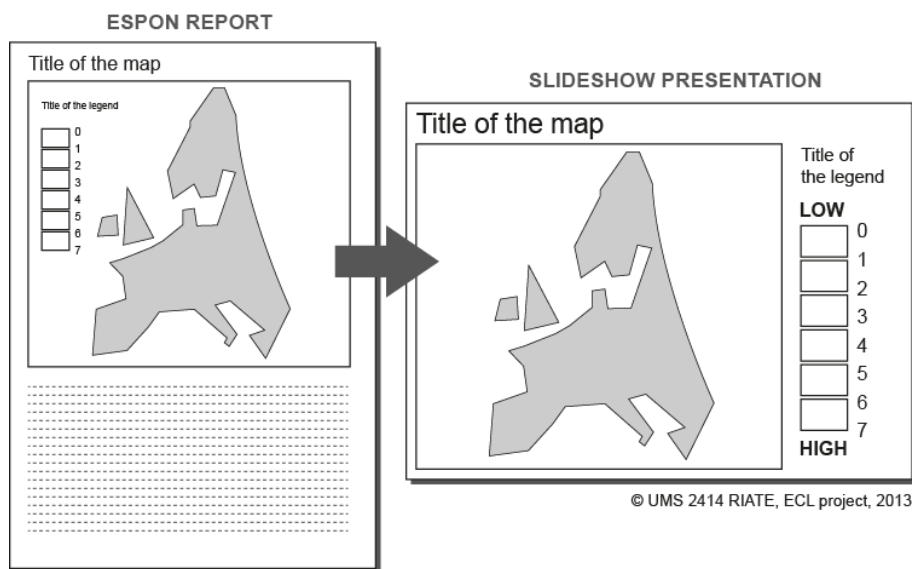 ESPON REPORT
Title of the map
Title of the legend
0
1
2
3
4
5
6
7
SLIDESHOW PRESENTATION
Title of the map
Title of
the legend
LOW
0
1
2
3
4
5
6
7
HIGH
© UMS 2414 RIATE, ECL project, 2013